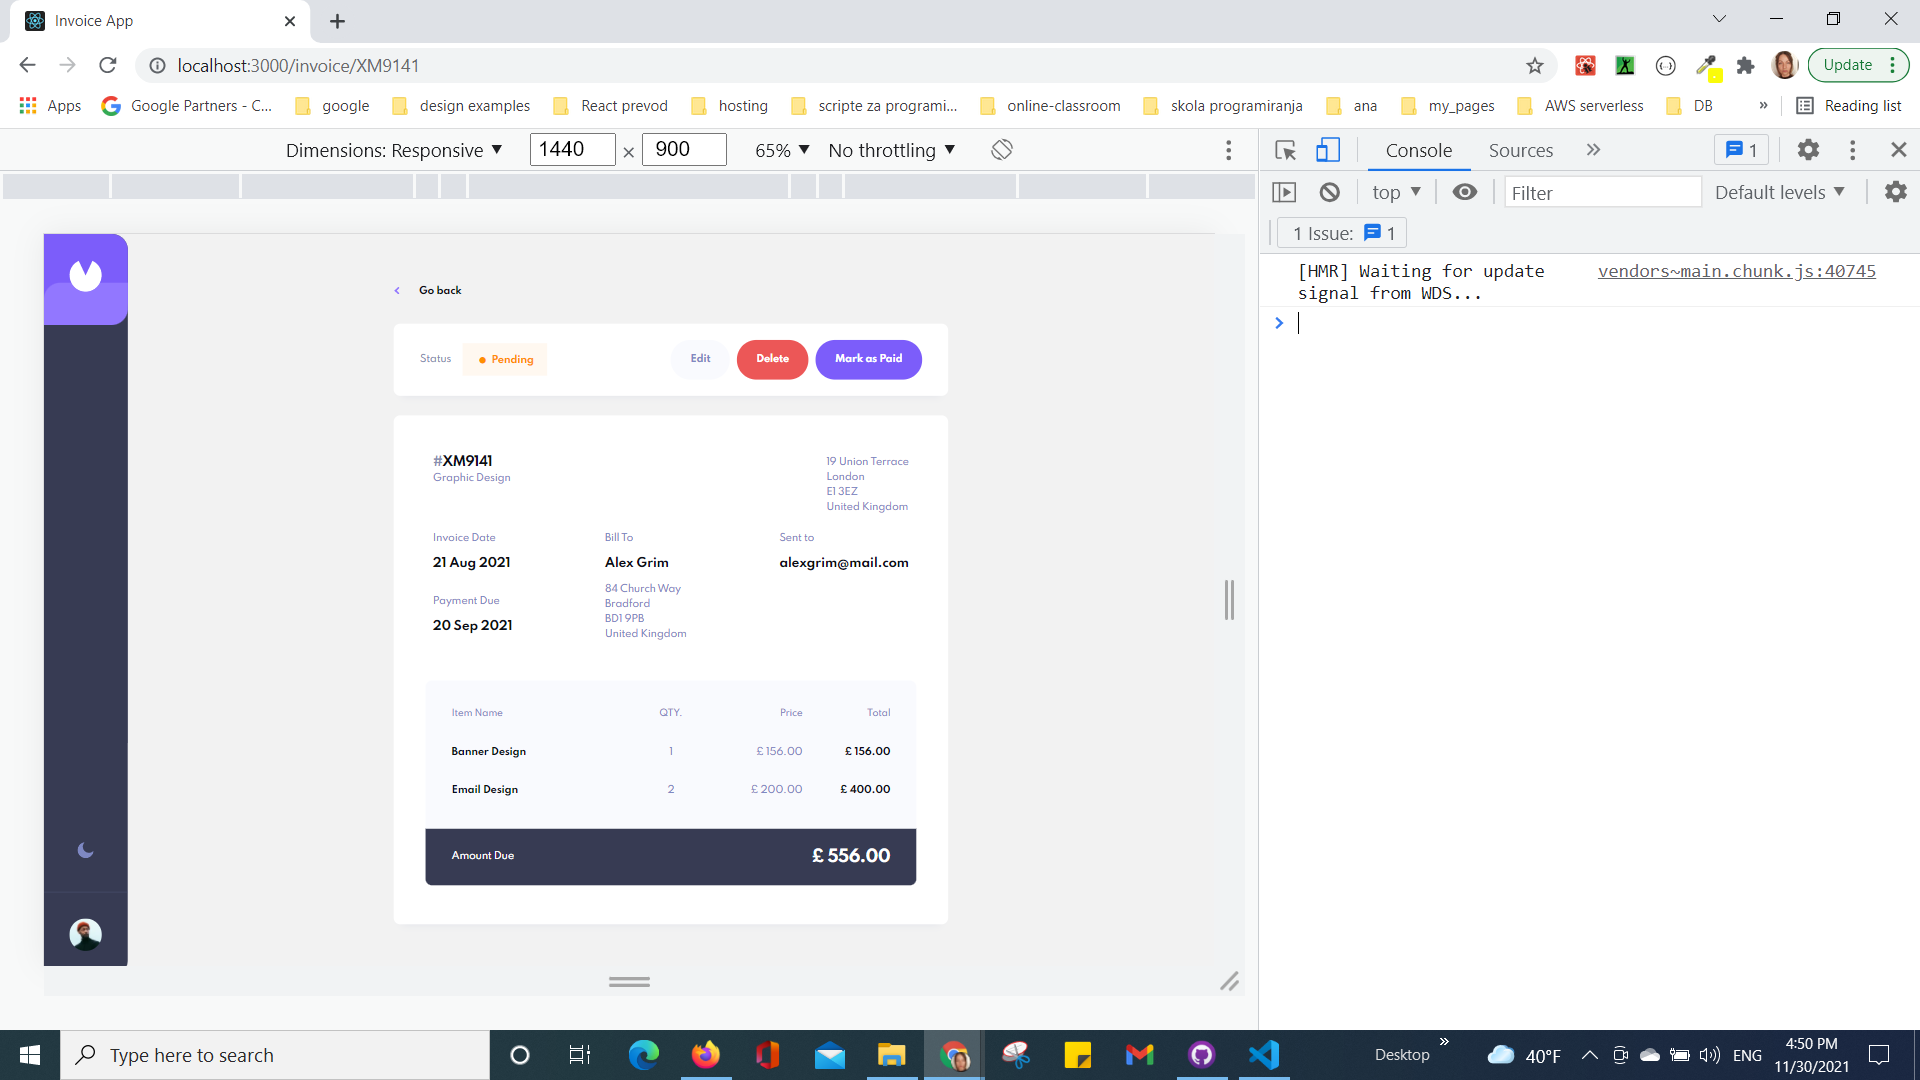 Invoice App
localhost:3000/invoice/XM9141
Update
Apps
Google Partners - C...
google
design examples
React prevod
hosting
scripte za programi...
online-classroom
skola programiranja
ana
my_pages
AWS serverless
DB
»
Reading list
Dimensions: Responsive
1440
×
900
65%
No throttling
Console
Sources
1
top
Filter
Default levels
1 Issue:
1
[HMR] Waiting for update
vendors~main.chunk.js:40745
signal from WDS...
Go back
Status
Pending
Edit
Delete
Mark as Paid
#XM9141
Graphic Design
19 Union Terrace
London
E1 3EZ
United Kingdom
Invoice Date
21 Aug 2021
Payment Due
20 Sep 2021
Bill To
Alex Grim
84 Church Way
Bradford
BD1 9PB
United Kingdom
Sent to
alexgrim@mail.com
Item Name QTY. Price Total
Banner Design 1 £ 156.00 £ 156.00
Email Design 2 £ 200.00 £ 400.00
Amount Due £ 556.00
Type here to search
Desktop
40°F
ENG
4:50 PM
11/30/2021